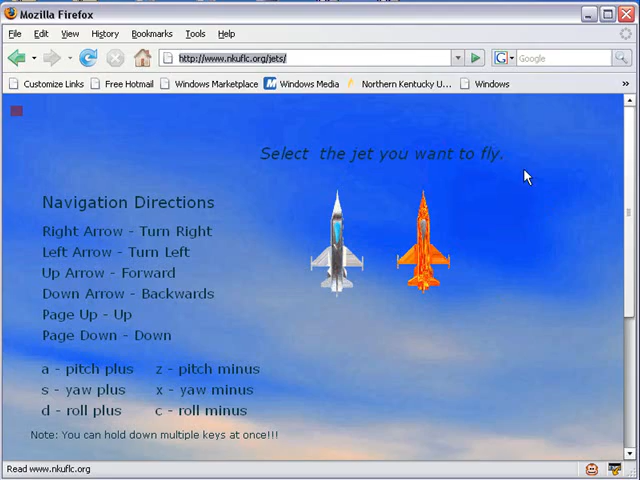 Mozilla Firefox
File Edit View History Bookmarks Tools Help
http://www.nkuflc.org/jets/
G Google
Customize Links Free Hotmail Windows Marketplace Windows Media Northern Kentucky U... Windows
Select the jet you want to fly.
Navigation Directions
Right Arrow - Turn Right
Left Arrow - Turn Left
Up Arrow - Forward
Down Arrow - Backwards
Page Up - Up
Page Down - Down
a - pitch plus z - pitch minus
s - yaw plus x - yaw minus
d - roll plus c - roll minus
Note: You can hold down multiple keys at once!!!
Read www.nkuflc.org